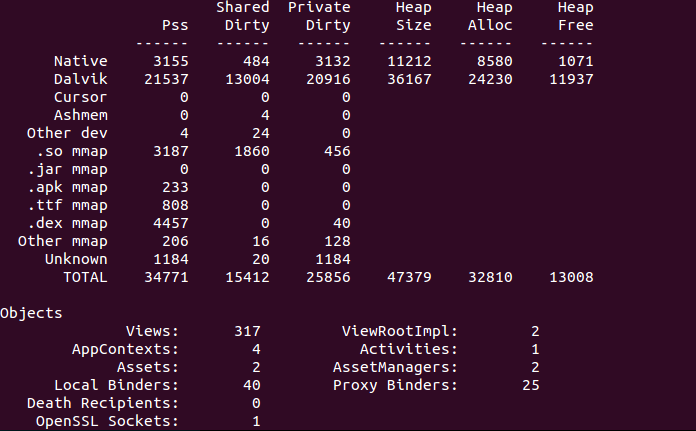 Shared Private Heap Heap Heap
Pss Dirty Dirty Size Alloc Free
------ ------ ------ ------ ------ ------
Native 3155 484 3132 11212 8580 1071
Dalvik 21537 13004 20916 36167 24230 11937
Cursor 0 0 0
Ashmem 0 4 0
Other dev 4 24 0
.so mmap 3187 1860 456
.jar mmap 0 0 0
.apk mmap 233 0 0
.ttf mmap 808 0 0
.dex mmap 4457 0 40
Other mmap 206 16 128
Unknown 1184 20 1184
TOTAL 34771 15412 25856 47379 32810 13008
Objects
Views: 317 ViewRootImpl: 2
AppContexts: 4 Activities: 1
Assets: 2 AssetManagers: 2
Local Binders: 40 Proxy Binders: 25
Death Recipients: 0
OpenSSL Sockets: 1